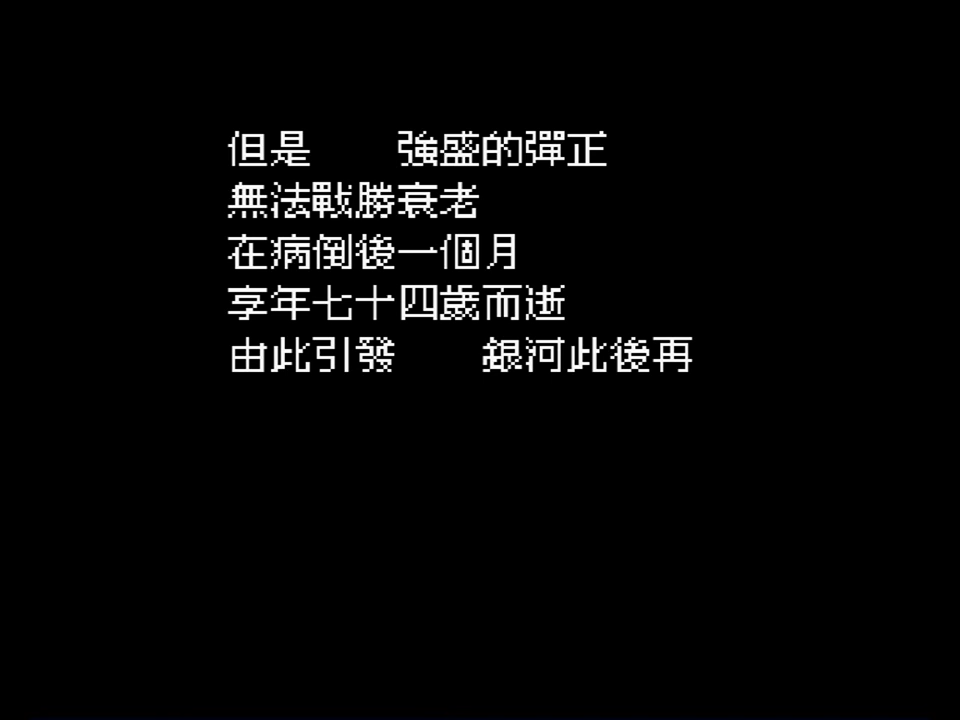 但是　　強盛的彈正
無法戰勝衰老
在病倒後一個月
享年七十四歲而逝
由此引發　　銀河此後再